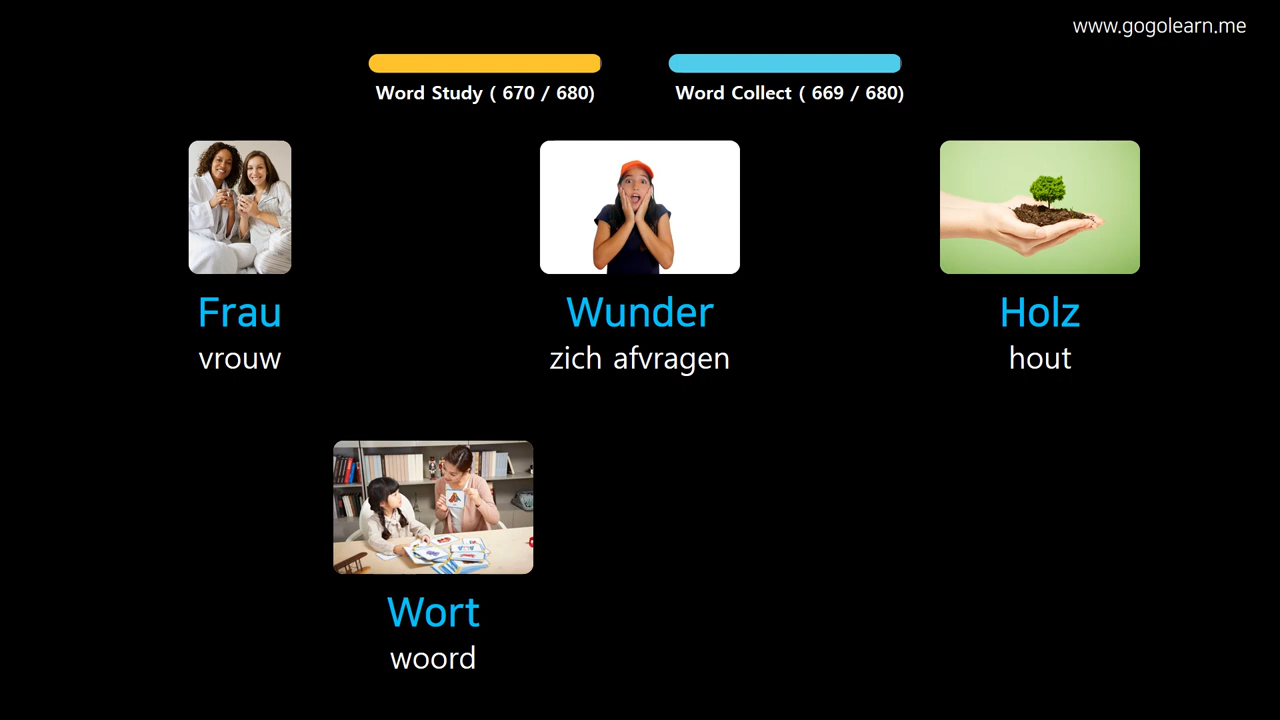 www.gogolearn.me
Word Study ( 670 / 680)
Word Collect ( 669 / 680)
Frau
vrouw
Wunder
zich afvragen
Holz
hout
Wort
woord